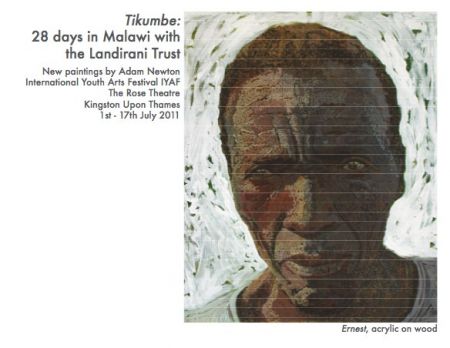 Tikumbe:
28 days in Malawi with
the Landirani Trust
New paintings by Adam Newton
International Youth Arts Festival IYAF
The Rose Theatre
Kingston Upon Thames
1st - 17th July 2011
Ernest, acrylic on wood